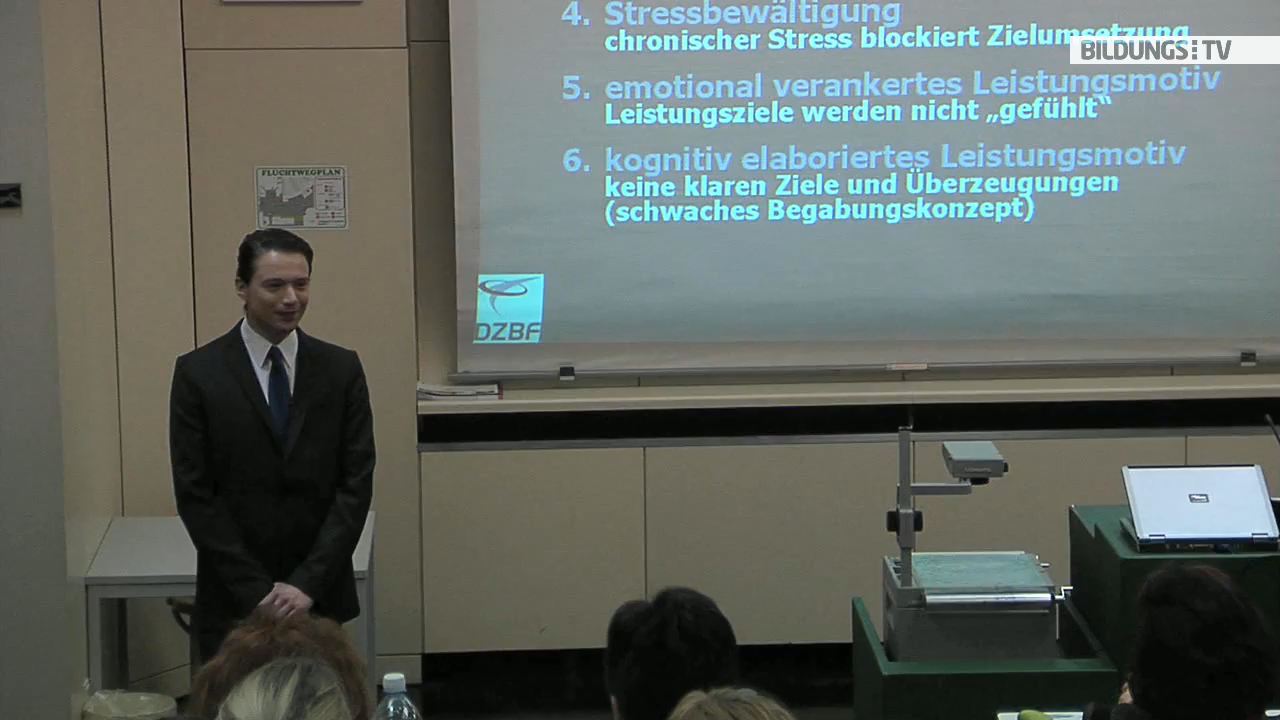 4. Stressbewältigung
chronischer Stress blockiert Zielumsetzung
BILDUNGS TV
5. emotional verankertes Leistungsmotiv
Leistungsziele werden nicht „gefühlt“
6. kognitiv elaboriertes Leistungsmotiv
keine klaren Ziele und Überzeugungen
(schwaches Begabungskonzept)
FLUCHTWEGPLAN
DZBF